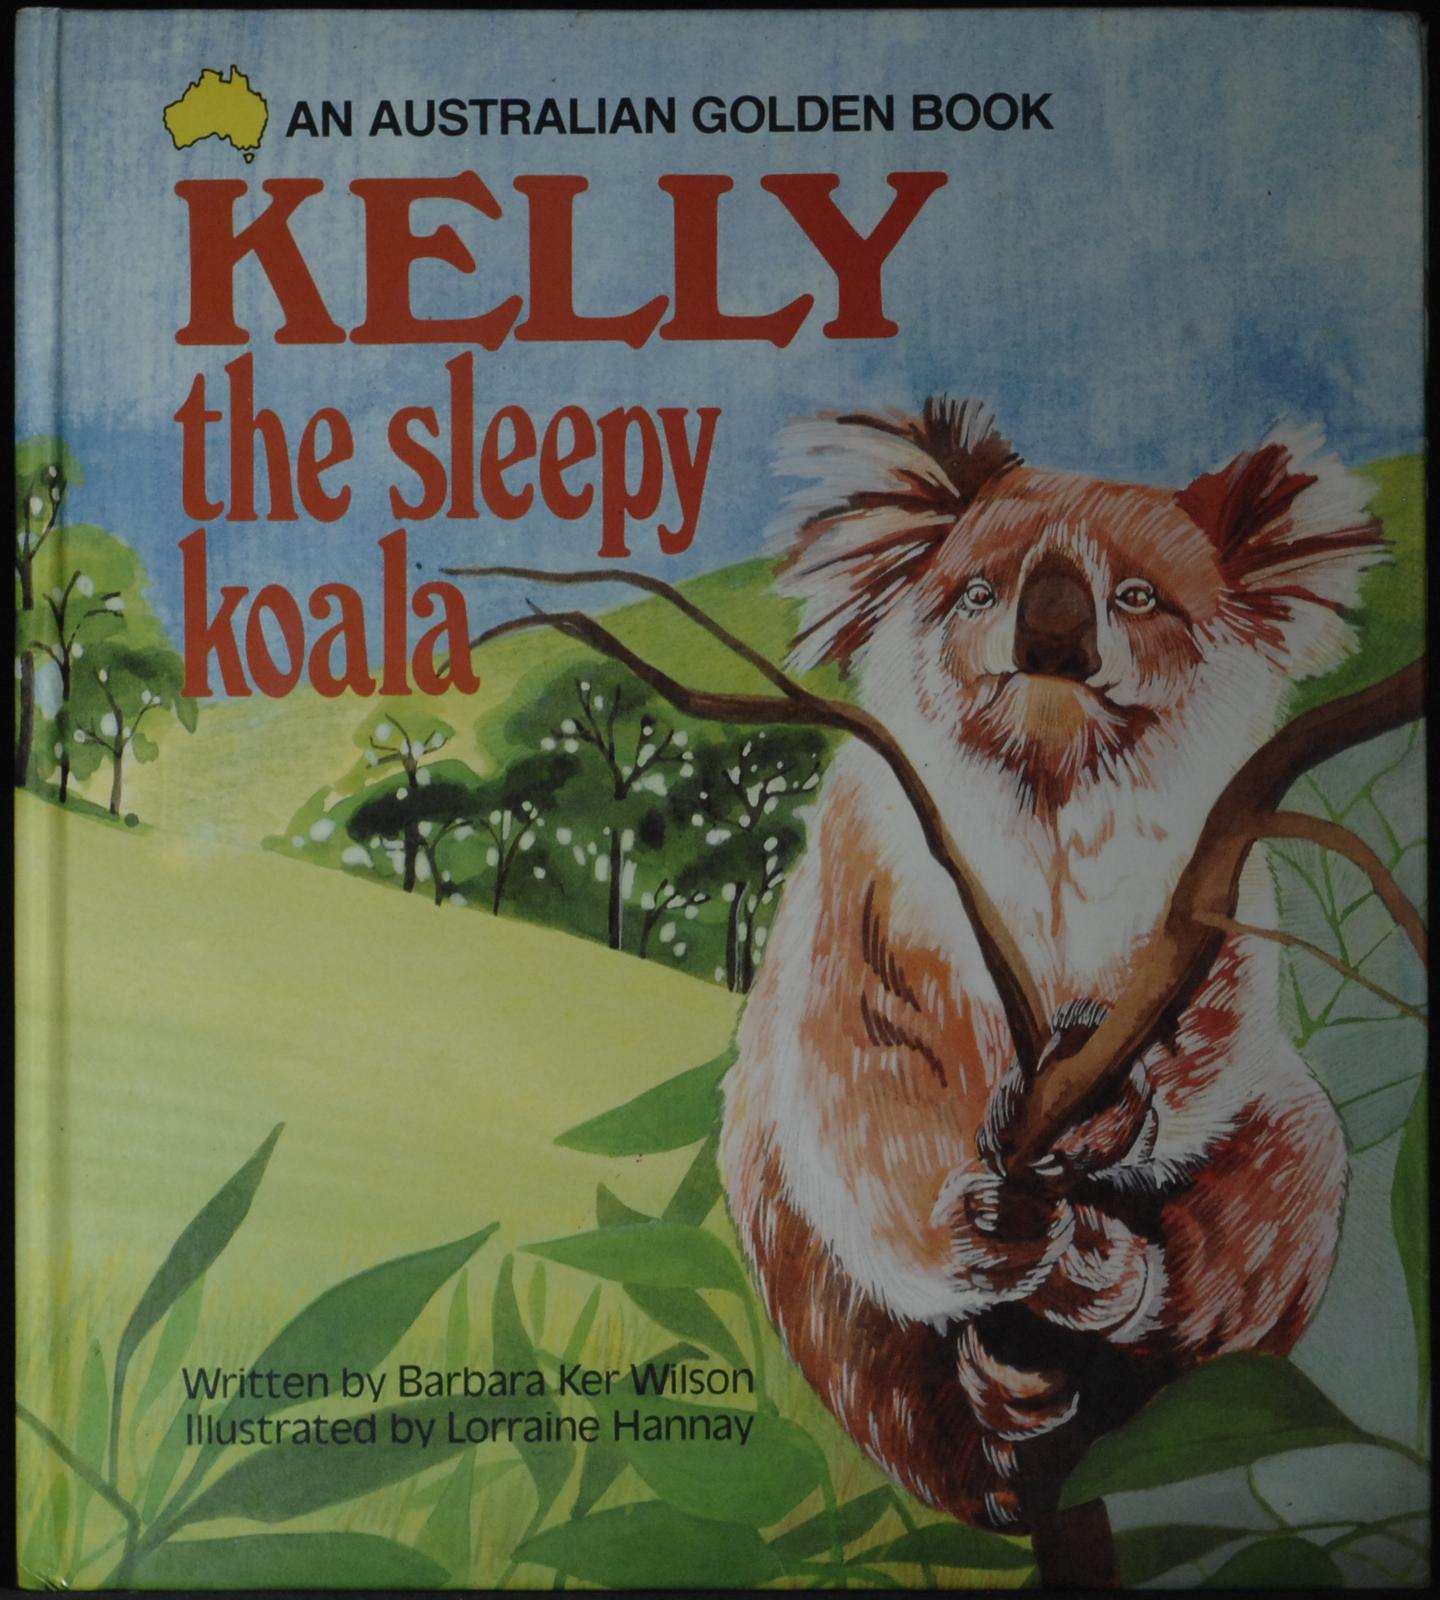 AN AUSTRALIAN GOLDEN BOOK
KELLY
the sleepy
koala
Written by Barbara Ker Wilson
Illustrated by Lorraine Hannay